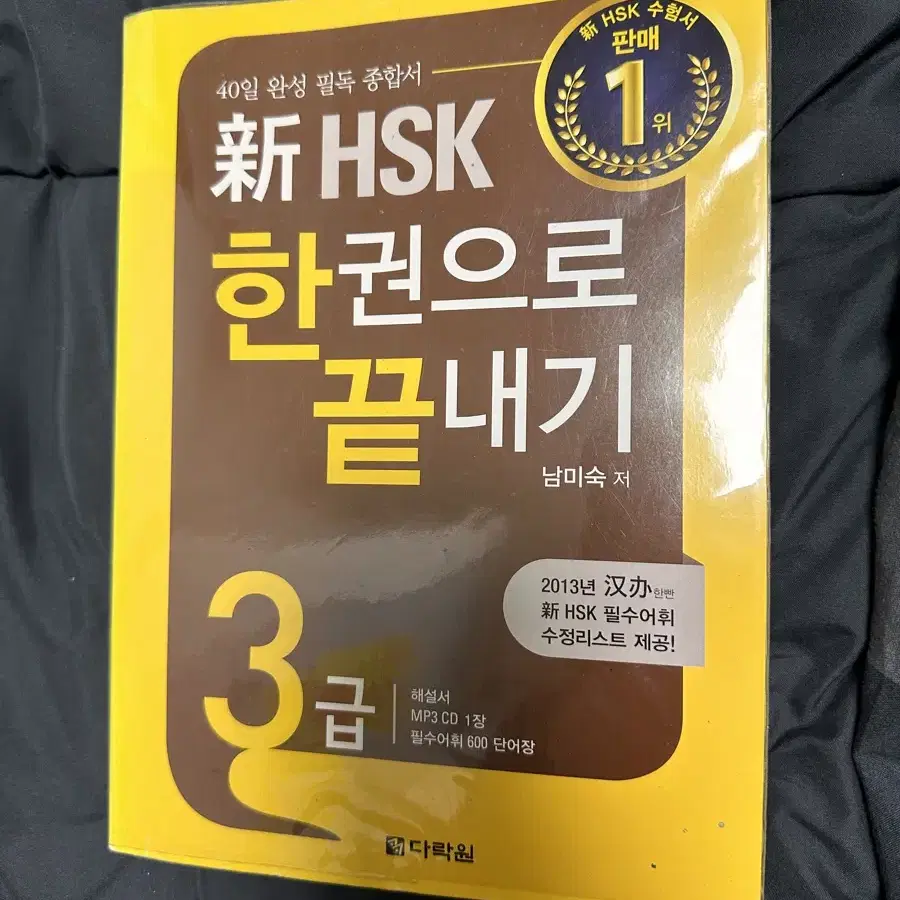 新 HSK 수험서
판매
1위
40일 완성 필독 종합서
新 HSK
한권으로
끝내기
남미숙 저
2013년 汉办한빤
新 HSK 필수어휘
수정리스트 제공!
3급
해설서
MP3 CD 1장
필수어휘 600 단어장
다락원